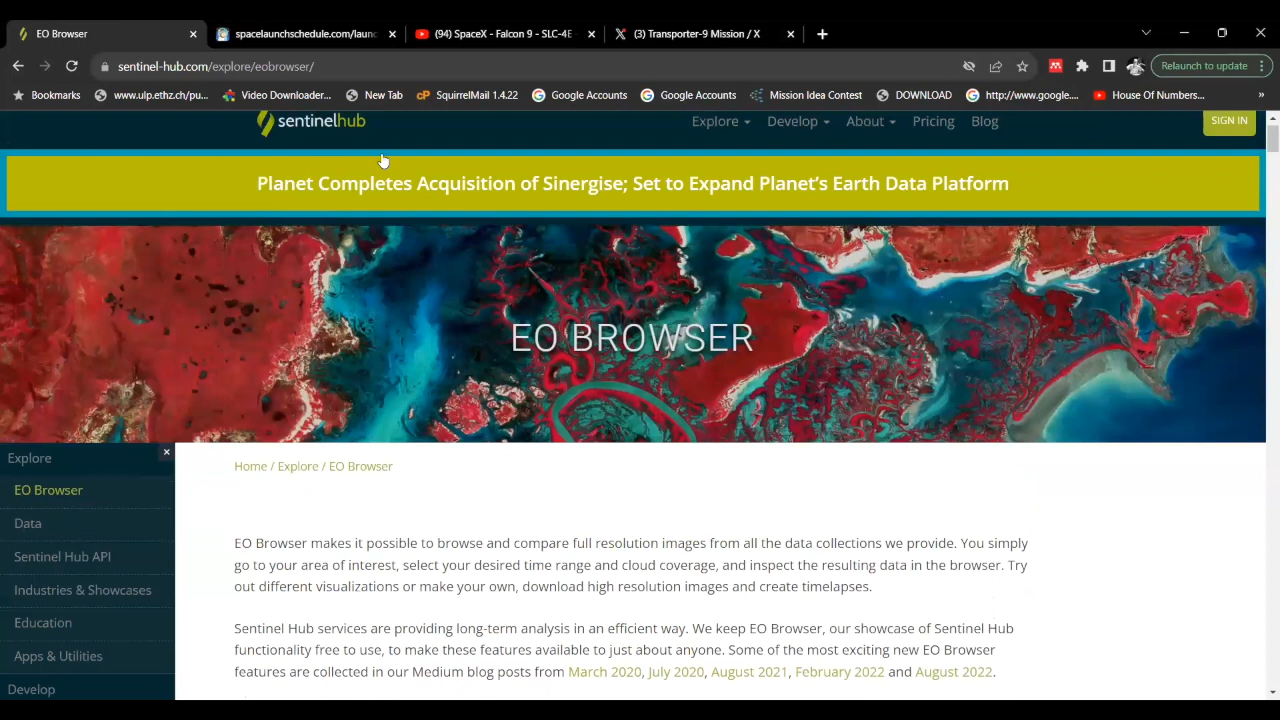 EO Browser
spacelaunchschedule.com/launc
(94) SpaceX - Falcon 9 - SLC-4E
(3) Transporter-9 Mission / X
sentinel-hub.com/explore/eobrowser/
Relaunch to update
Bookmarks
www.ulp.ethz.ch/pu...
Video Downloader...
New Tab
cP SquirrelMail 1.4.22
Google Accounts
Google Accounts
Mission Idea Contest
DOWNLOAD
http://www.google....
House Of Numbers...
»
sentinelhub
Explore
Develop
About
Pricing
Blog
SIGN IN
Planet Completes Acquisition of Sinergise; Set to Expand Planet's Earth Data Platform
EO BROWSER
Explore
EO Browser
Data
Sentinel Hub API
Industries & Showcases
Education
Apps & Utilities
Develop
Home / Explore / EO Browser
EO Browser makes it possible to browse and compare full resolution images from all the data collections we provide. You simply
go to your area of interest, select your desired time range and cloud coverage, and inspect the resulting data in the browser. Try
out different visualizations or make your own, download high resolution images and create timelapses.
Sentinel Hub services are providing long-term analysis in an efficient way. We keep EO Browser, our showcase of Sentinel Hub
functionality free to use, to make these features available to just about anyone. Some of the most exciting new EO Browser
features are collected in our Medium blog posts from March 2020, July 2020, August 2021, February 2022 and August 2022.